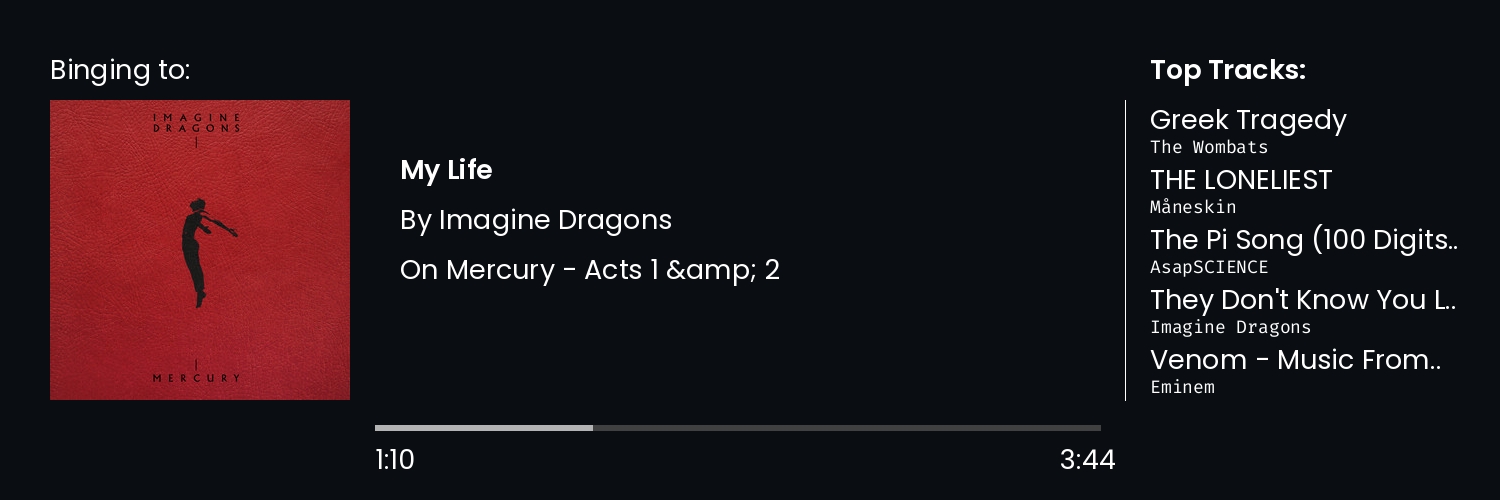 Binging to:
IMAGINE
DRAGONS
MERCURY
My Life
By Imagine Dragons
On Mercury - Acts 1 &amp; 2
1:10
3:44
Top Tracks:
Greek Tragedy
The Wombats
THE LONELIEST
Måneskin
The Pi Song (100 Digits..
AsapSCIENCE
They Don't Know You L..
Imagine Dragons
Venom - Music From..
Eminem